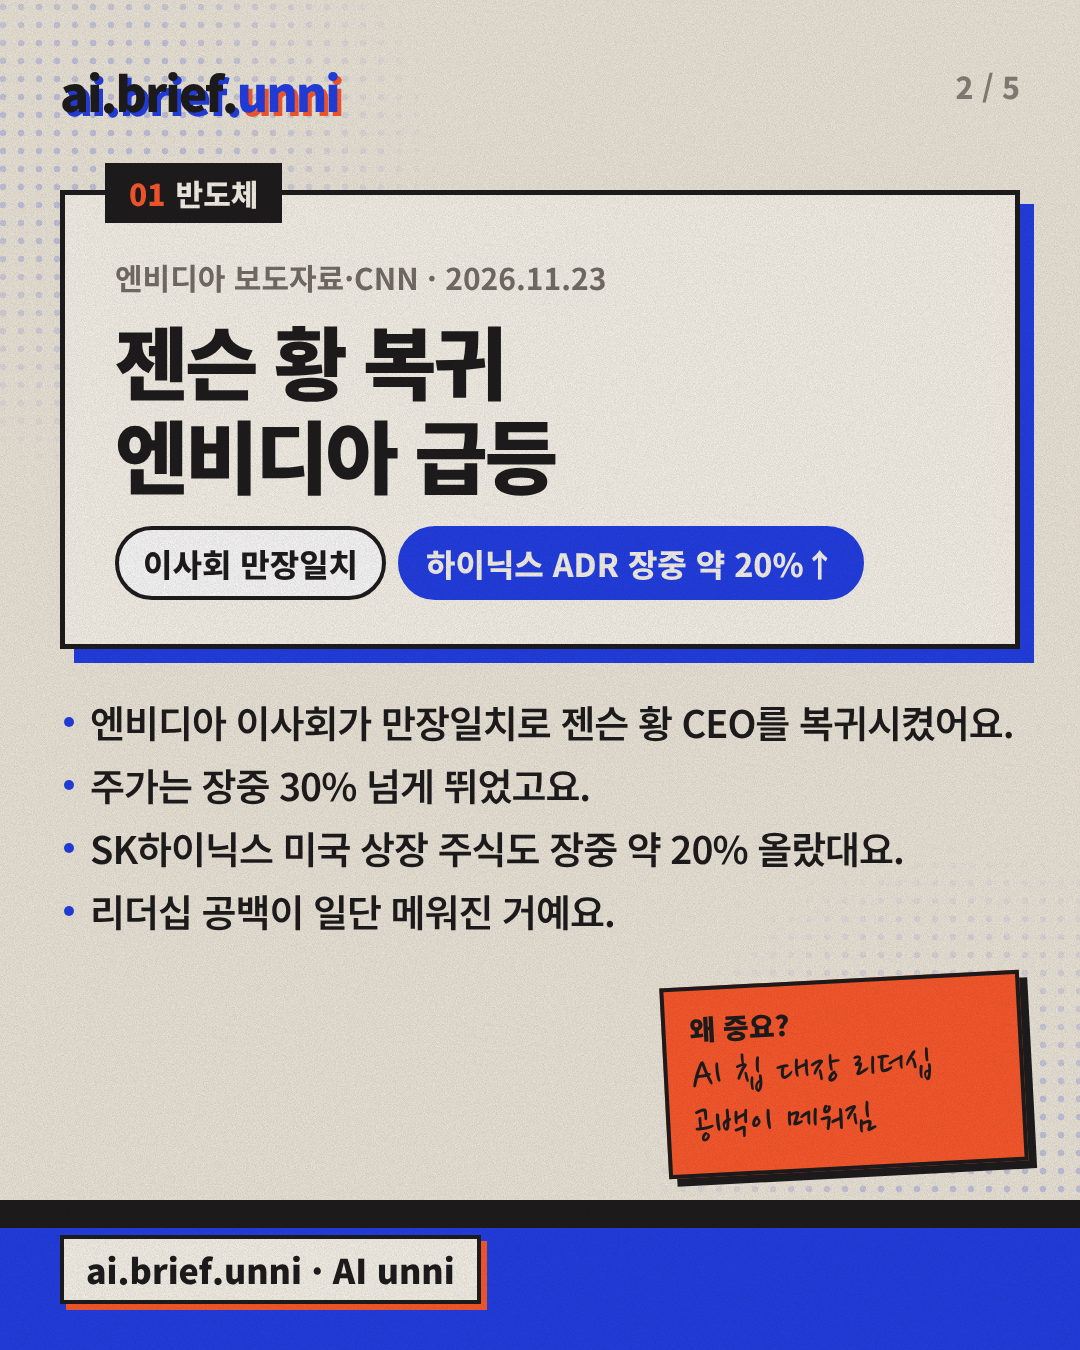 ai.brief.unni
2 / 5
01 반도체
엔비디아 보도자료·CNN · 2026.11.23
젠슨 황 복귀
엔비디아 급등
이사회 만장일치
하이닉스 ADR 장중 약 20%↑
• 엔비디아 이사회가 만장일치로 젠슨 황 CEO를 복귀시켰어요.
• 주가는 장중 30% 넘게 뛰었고요.
• SK하이닉스 미국 상장 주식도 장중 약 20% 올랐대요.
• 리더십 공백이 일단 메워진 거예요.
왜 중요?
AI 칩 대장 리더십
공백이 메워짐
ai.brief.unni · AI unni